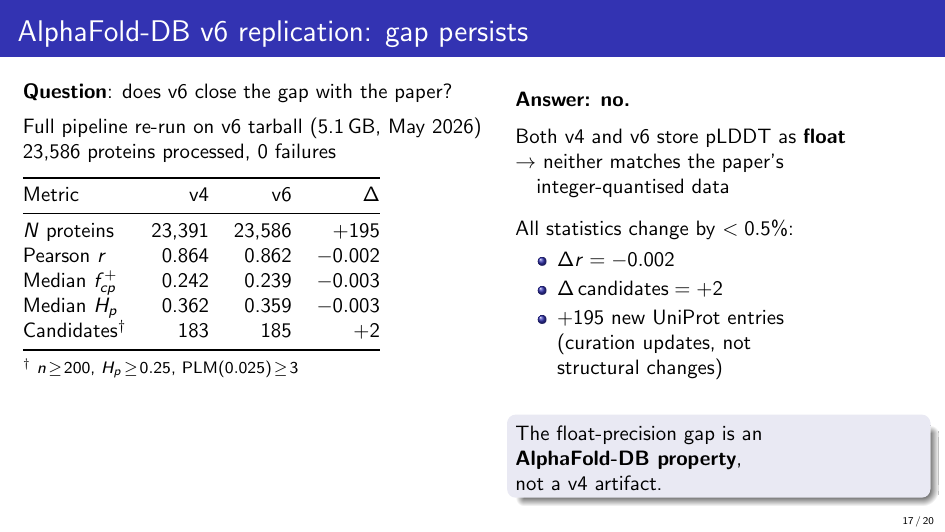 AlphaFold-DB v6 replication: gap persists
Question: does v6 close the gap with the paper?
Full pipeline re-run on v6 tarball (5.1 GB, May 2026)
23,586 proteins processed, 0 failures
Metric v4 v6 Δ
N proteins 23,391 23,586 +195
Pearson r 0.864 0.862 −0.002
Median f⁺cp 0.242 0.239 −0.003
Median Hp 0.362 0.359 −0.003
Candidates† 183 185 +2
† n ≥ 200, Hp ≥ 0.25, PLM(0.025) ≥ 3
Answer: no.
Both v4 and v6 store pLDDT as float
→ neither matches the paper's
integer-quantised data
All statistics change by < 0.5%:
Δr = −0.002
Δ candidates = +2
+195 new UniProt entries
(curation updates, not
structural changes)
The float-precision gap is an
AlphaFold-DB property,
not a v4 artifact.
17 / 20